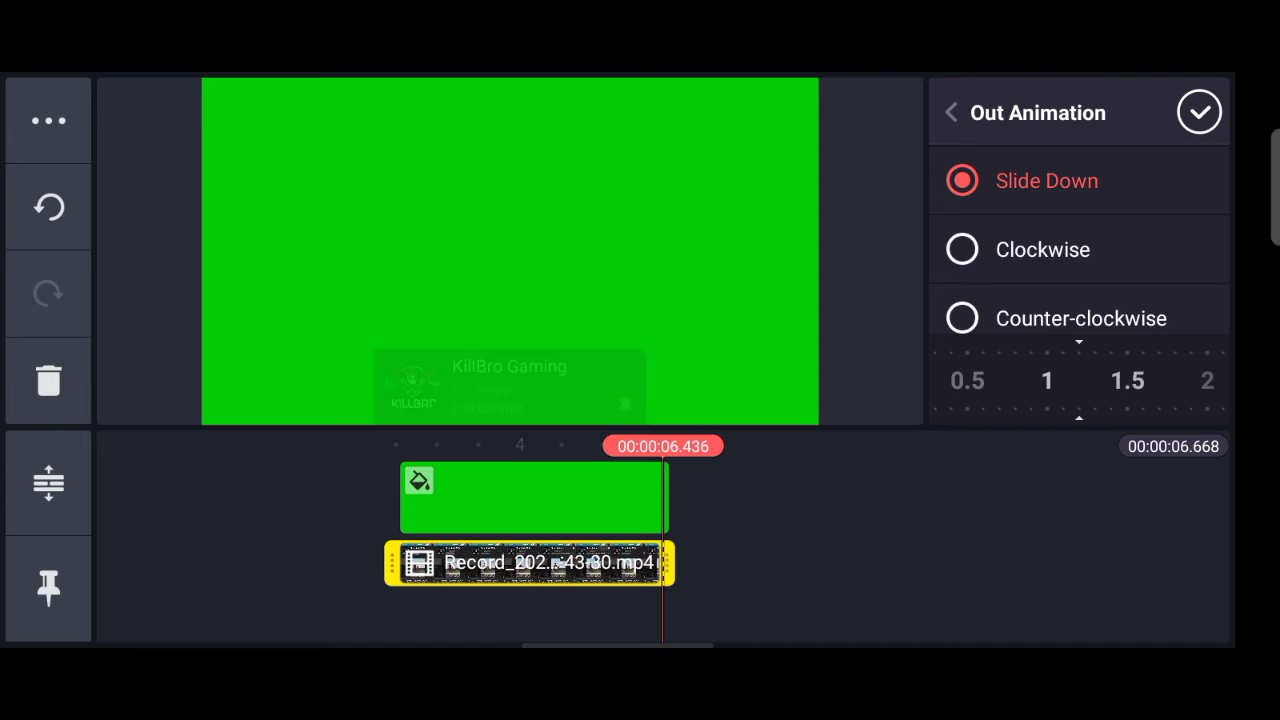 Out Animation
Slide Down
Clockwise
Counter-clockwise
0.5 1 1.5 2
KillBro Gaming
KILLBRO
4
00:00:06.436
00:00:06.668
Record_202...-43-30.mp4